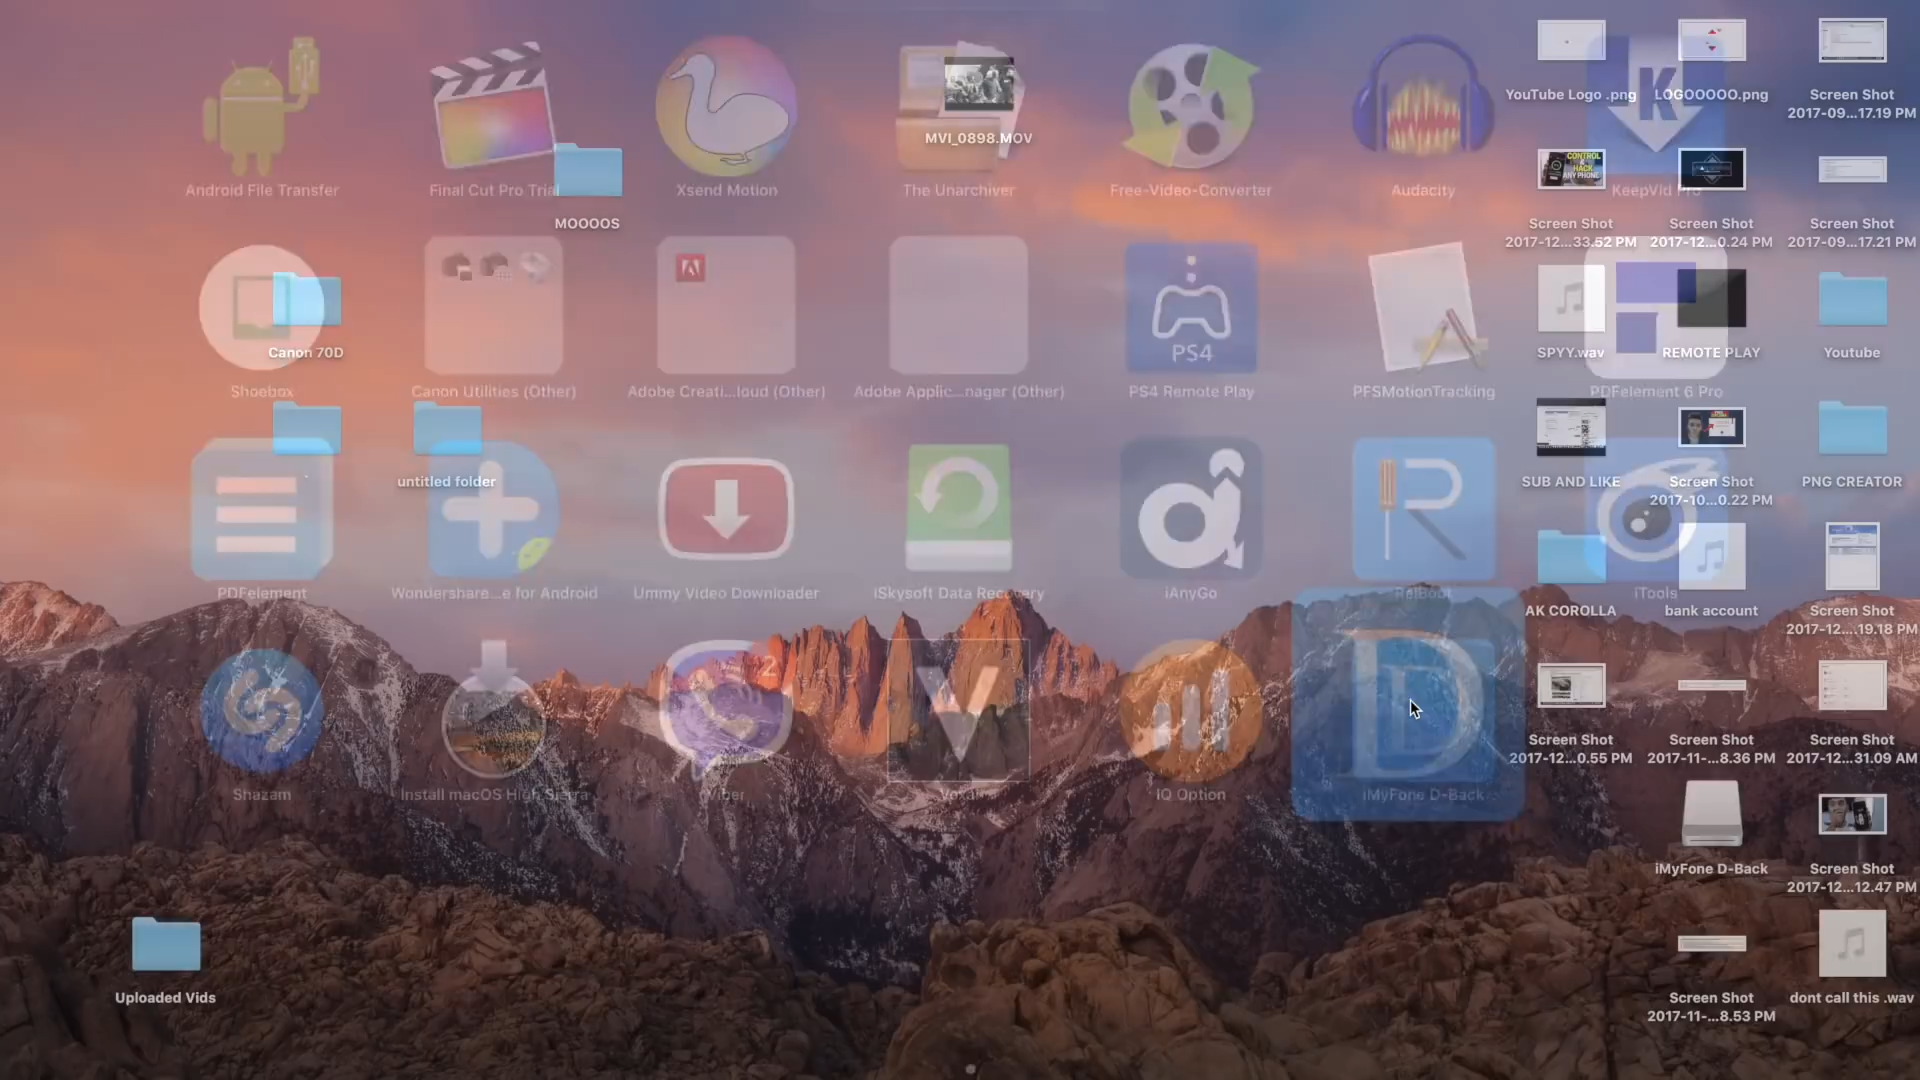 YouTube Logo .png
LOGOOOOO.png
Screen Shot
2017-09...17.19 PM
K
MVI_0898.MOV
Android File Transfer
Final Cut Pro Trial
Xsend Motion
The Unarchiver
Free-Video-Converter
Audacity
KeepVid Pro
CONTROL
& HACK
ANY PHONE
MOOOOS
Screen Shot
2017-12...33.52 PM
Screen Shot
2017-12...0.24 PM
Screen Shot
2017-09...17.21 PM
PS4
Canon 70D
SPYY.wav
REMOTE PLAY
Youtube
Shoebox
Canon Utilities (Other)
Adobe Creati...loud (Other)
Adobe Applic...nager (Other)
PS4 Remote Play
PFSMotionTracking
PDFelement 6 Pro
untitled folder
SUB AND LIKE
Screen Shot
2017-10...0.22 PM
PNG CREATOR
PDFelement
Wondershare...e for Android
Ummy Video Downloader
iSkysoft Data Recovery
iAnyGo
ReiBoot
iTools
AK COROLLA
bank account
Screen Shot
2017-12....19.18 PM
2
V
D
Screen Shot
2017-12...0.55 PM
Screen Shot
2017-11-...8.36 PM
Screen Shot
2017-12...31.09 AM
Shazam
Install macOS High Sierra
Viber
Voxal
IQ Option
iMyFone D-Back
iMyFone D-Back
Screen Shot
2017-12...12.47 PM
Uploaded Vids
Screen Shot
2017-11-...8.53 PM
dont call this .wav